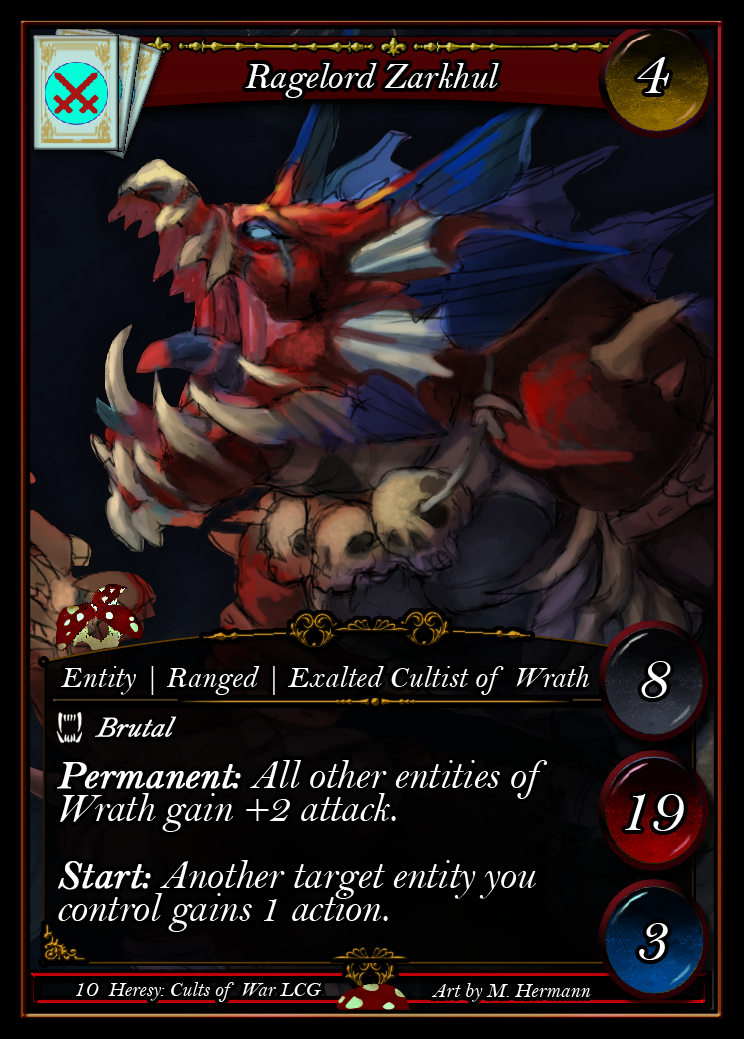 Ragelord Zarkhul
4
Entity | Ranged | Exalted Cultist of Wrath
8
Brutal
Permanent: All other entities of
Wrath gain +2 attack.
19
Start: Another target entity you
control gains 1 action.
3
10 Heresy: Cults of War LCG
Art by M. Hermann